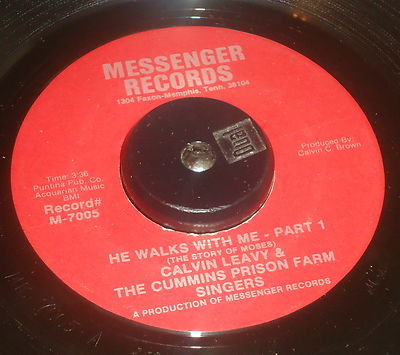 MESSENGER
RECORDS
1304 Faxon-Memphis, Tenn. 38104
Time: 3:36
Puntina Pub. Co.
Acquarian Music
BMI
Record#
M-7005
Produced By:
Calvin C. Brown
HE WALKS WITH ME - PART 1
(THE STORY OF MOSES)
CALVIN LEAVY &
THE CUMMINS PRISON FARM
SINGERS
A PRODUCTION OF MESSENGER RECORDS